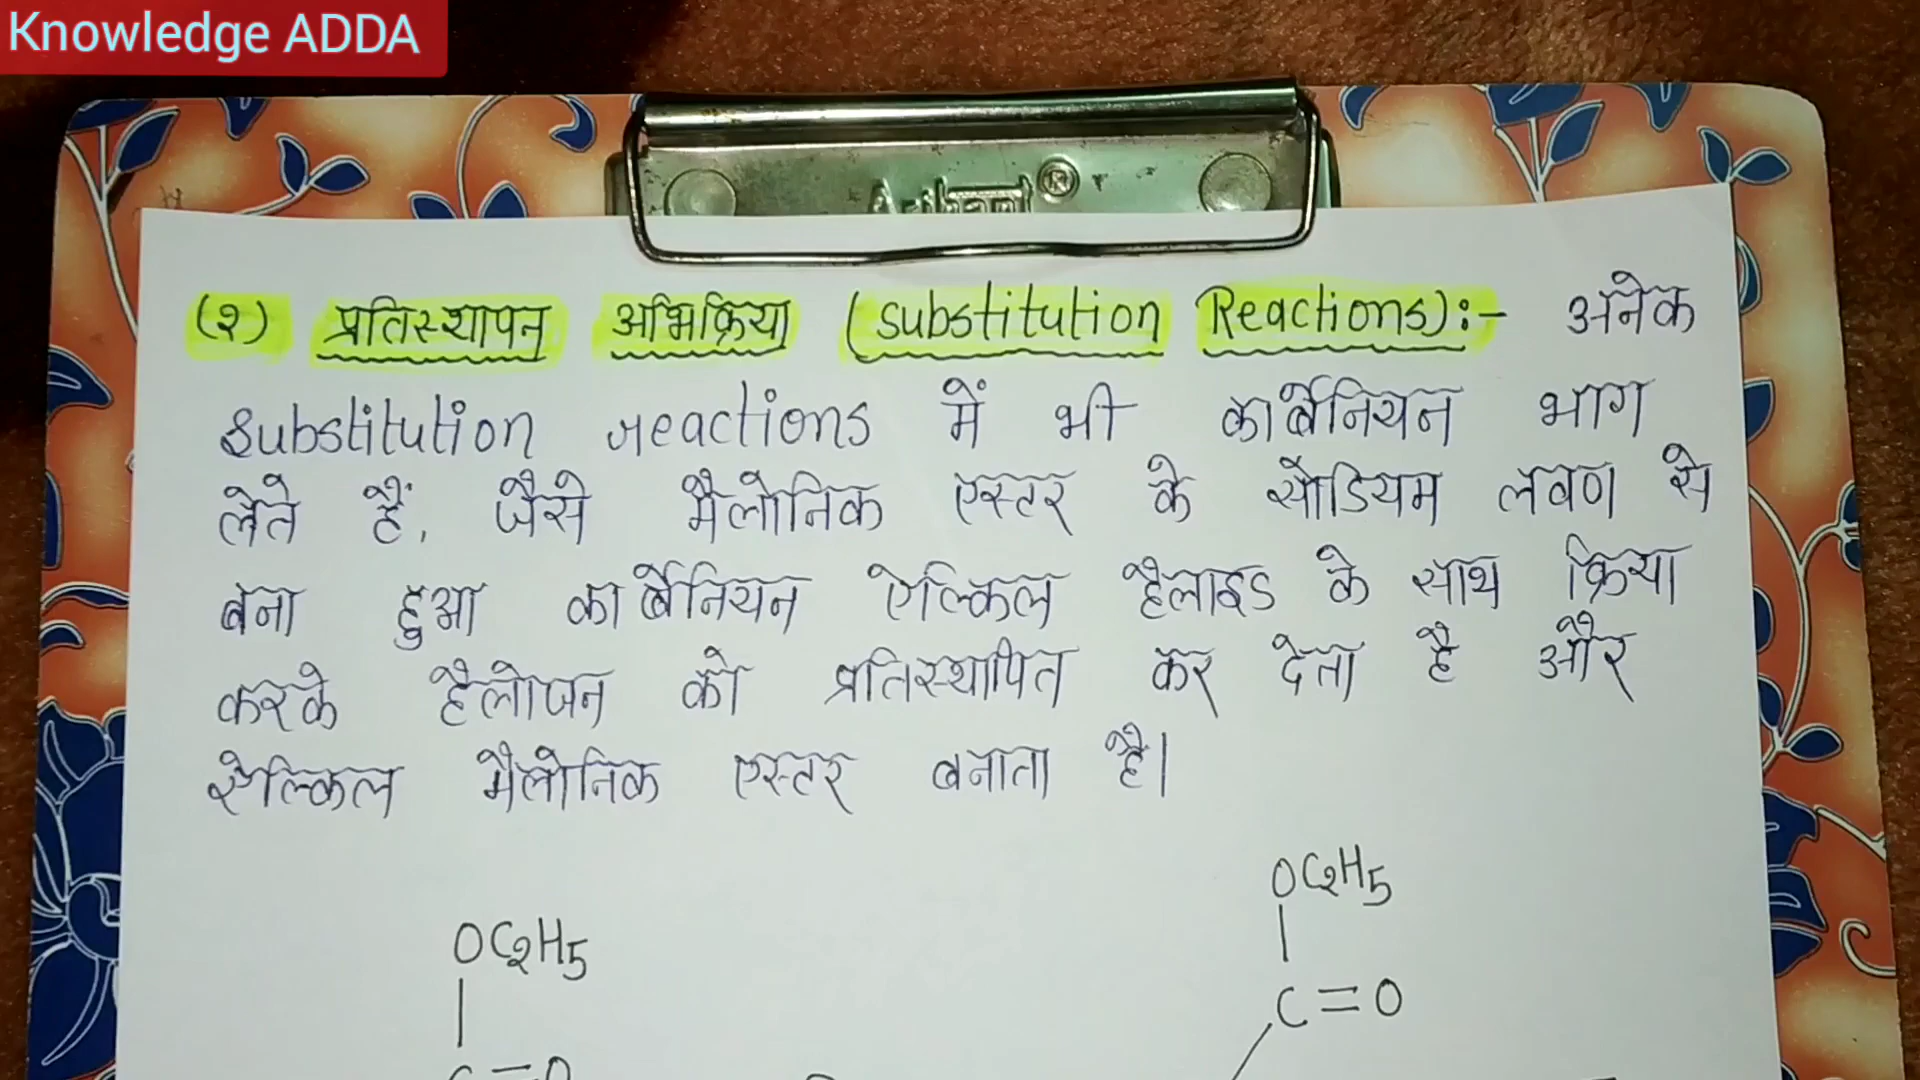 Knowledge ADDA
(२) प्रतिस्थापन अभिक्रिया (Substitution Reactions):- अनेक
Substitution reactions में भी कार्बेनियन भाग
लेते हैं, जैसे मैलोनिक एस्टर के सोडियम लवण से
बना हुआ कार्बेनियन ऐल्किल हैलाइड के साथ क्रिया
करके हैलोजन को प्रतिस्थापित कर देता है और
ऐल्किल मैलोनिक एस्टर बनाता है।
OC2H5
OC2H5
C=O
C=O